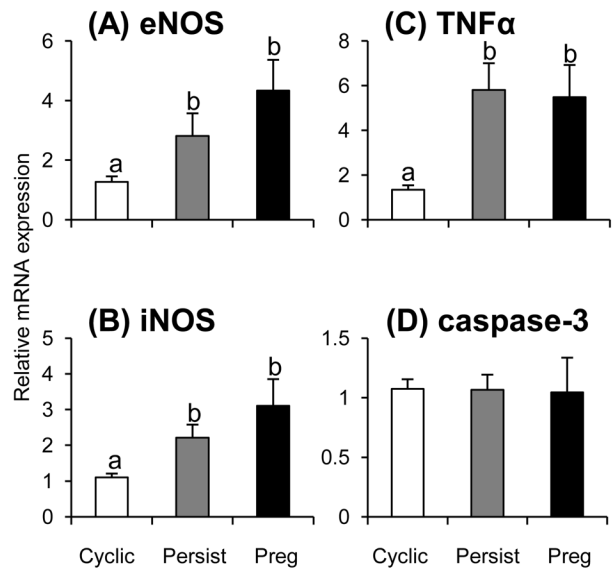 (A) eNOS
6
4
2
0
a
b
b
(C) TNFα
8
6
4
2
0
a
b
b
Relative mRNA expression
(B) iNOS
5
4
3
2
1
0
a
b
b
Cyclic Persist Preg
(D) caspase-3
1.5
1
0.5
0
Cyclic Persist Preg